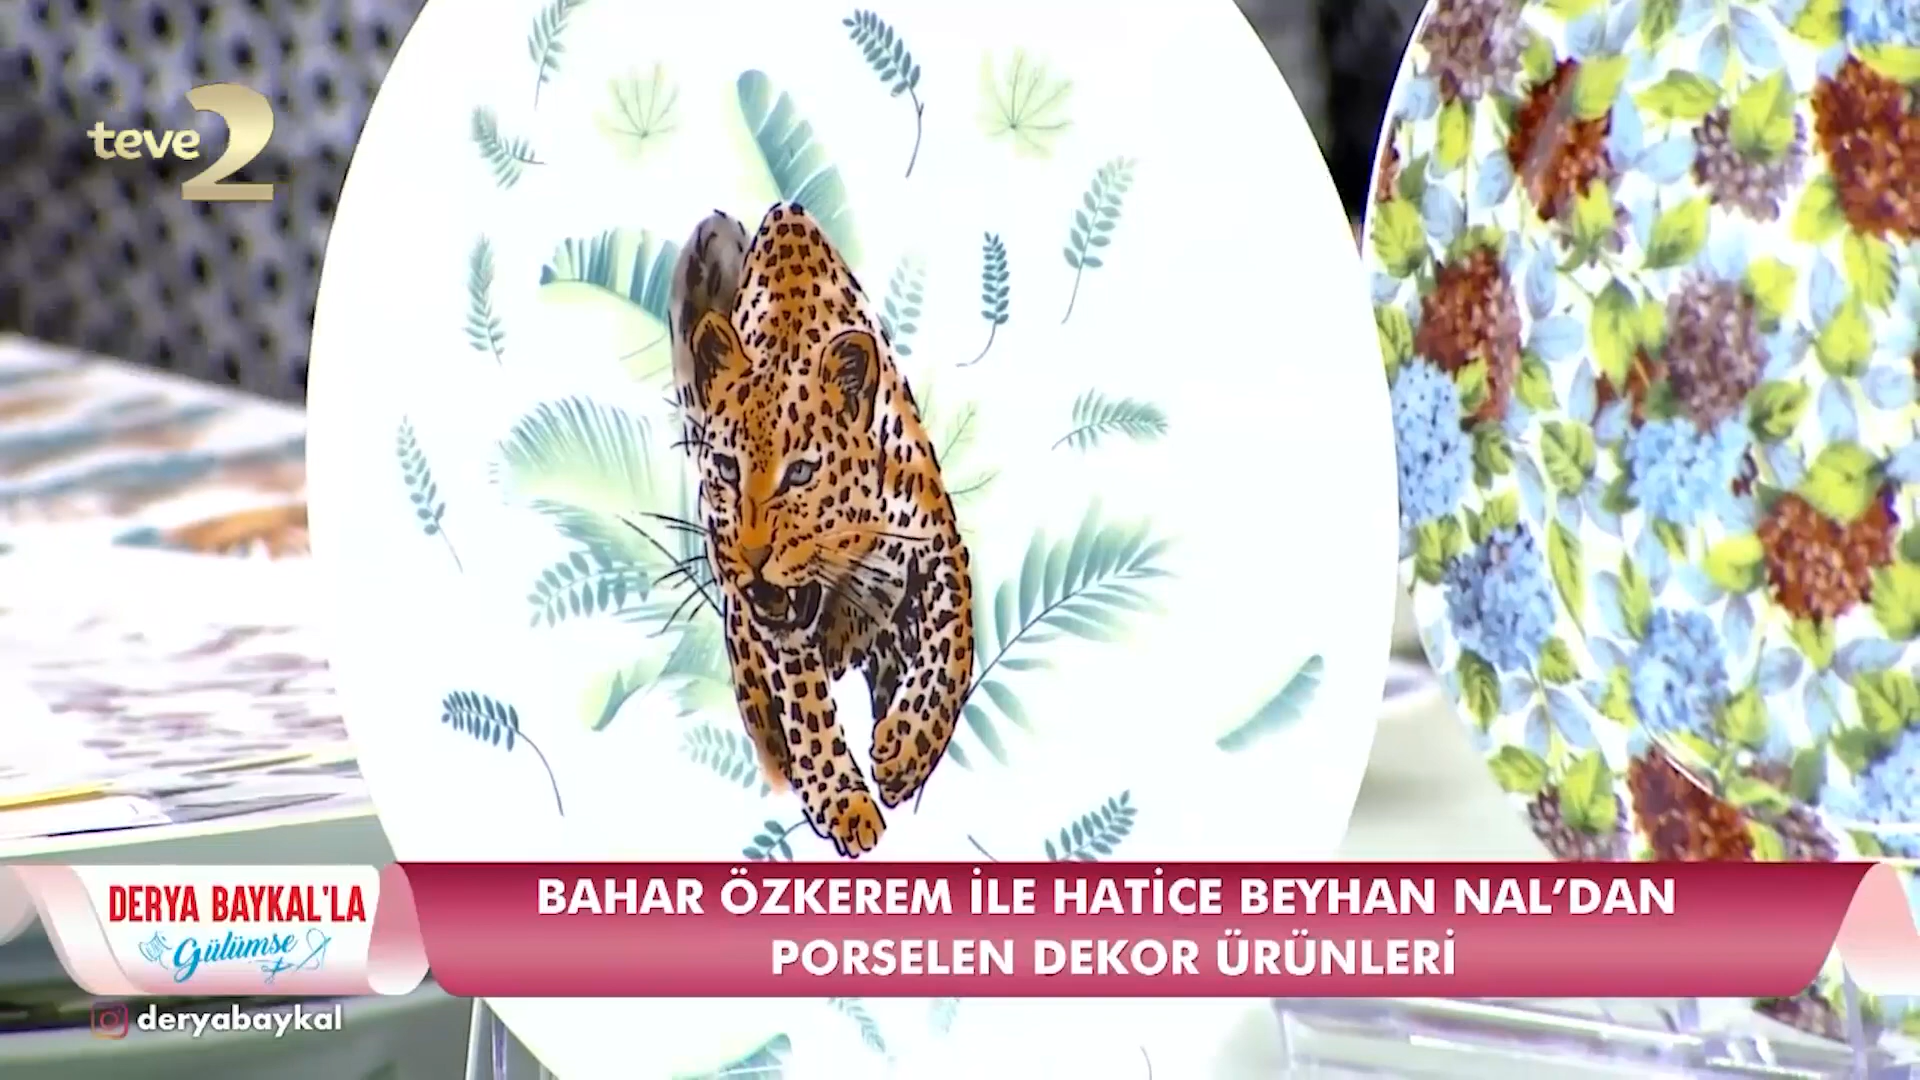 teve2
BAHAR ÖZKEREM İLE HATİCE BEYHAN NAL’DAN
PORSELEN DEKOR ÜRÜNLERİ
DERYA BAYKAL'LA
Gülümse
deryabaykal